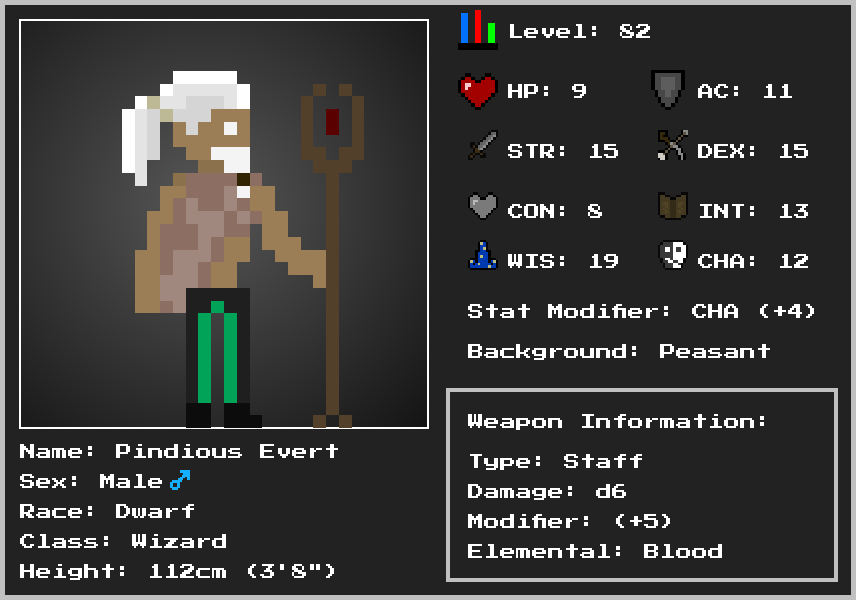 Level: 82
HP: 9
AC: 11
STR: 15
DEX: 15
CON: 8
INT: 13
WIS: 19
CHA: 12
Stat Modifier: CHA (+4)
Background: Peasant
Weapon Information:
Type: Staff
Damage: d6
Modifier: (+5)
Elemental: Blood
Name: Pindious Evert
Sex: Male♂
Race: Dwarf
Class: Wizard
Height: 112cm (3'8")